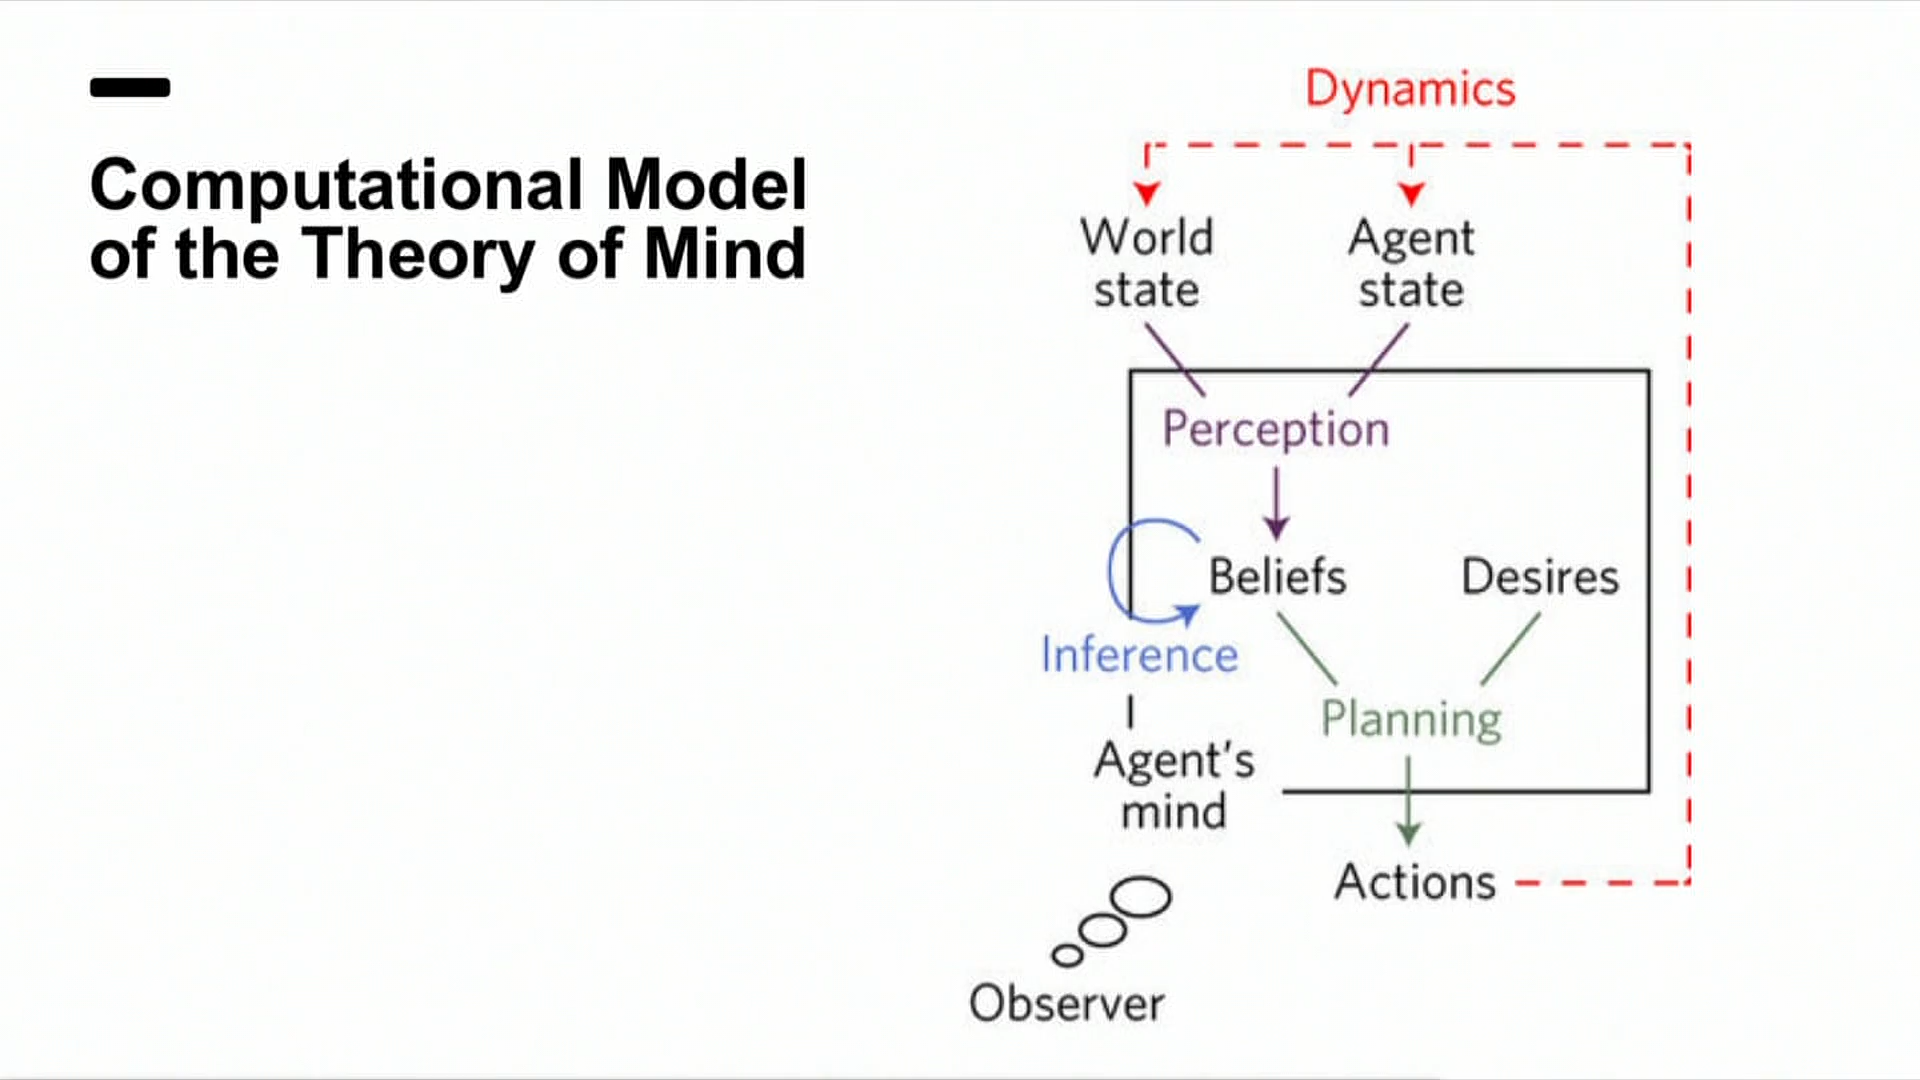 Computational Model
of the Theory of Mind
Dynamics
World
state
Agent
state
Perception
Beliefs
Desires
Inference
Planning
Agent's
mind
Actions
Observer